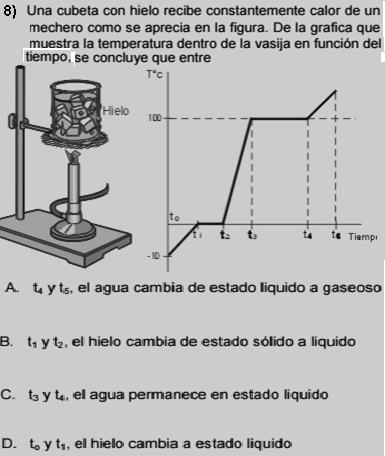 8) Una cubeta con hielo recibe constantemente calor de un
mechero como se aprecia en la figura. De la grafica que
muestra la temperatura dentro de la vasija en función del
tiempo, se concluye que entre
Hielo
T°c
100
to
t1 t2 t3 t4 t5 Tiemp
-10
A. t₄ y t₅, el agua cambia de estado liquido a gaseoso
B. t₁ y t₂, el hielo cambia de estado sólido a liquido
C. t₃ y t₄, el agua permanece en estado liquido
D. t₀ y t₁, el hielo cambia a estado liquido